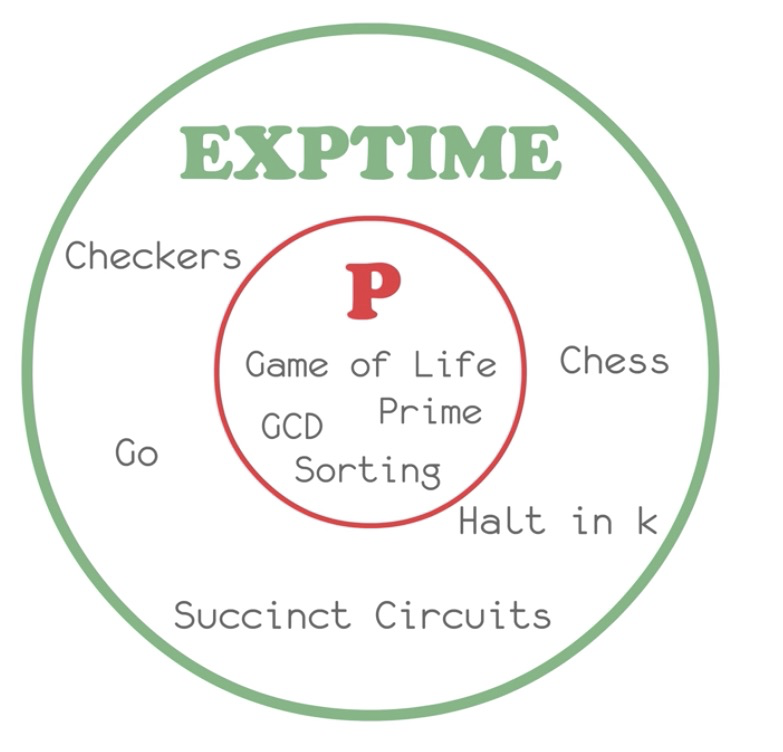 EXPTIME
Checkers
P
Game of Life
Chess
Prime
GCD
Go
Sorting
Halt in k
Succinct Circuits